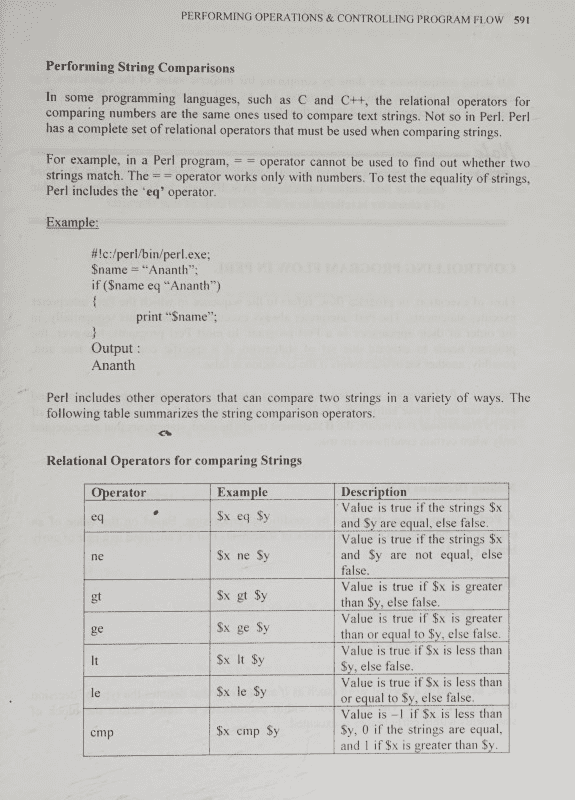 PERFORMING OPERATIONS & CONTROLLING PROGRAM FLOW 591
Performing String Comparisons
In some programming languages, such as C and C++, the relational operators for
comparing numbers are the same ones used to compare text strings. Not so in Perl. Perl
has a complete set of relational operators that must be used when comparing strings.
For example, in a Perl program, = = operator cannot be used to find out whether two
strings match. The = = operator works only with numbers. To test the equality of strings,
Perl includes the ‘eq’ operator.
Example:
#!c:/perl/bin/perl.exe;
$name = “Ananth”;
if ($name eq “Ananth”)
{
print “$name”;
}
Output :
Ananth
Perl includes other operators that can compare two strings in a variety of ways. The
following table summarizes the string comparison operators.
Relational Operators for comparing Strings
Operator Example Description
eq $x eq $y Value is true if the strings $x
and $y are equal, else false.
ne $x ne $y Value is true if the strings $x
and $y are not equal, else
false.
gt $x gt $y Value is true if $x is greater
than $y, else false.
ge $x ge $y Value is true if $x is greater
than or equal to $y, else false.
lt $x lt $y Value is true if $x is less than
$y, else false.
le $x le $y Value is true if $x is less than
or equal to $y, else false.
cmp $x cmp $y Value is –1 if $x is less than
$y, 0 if the strings are equal,
and 1 if $x is greater than $y.